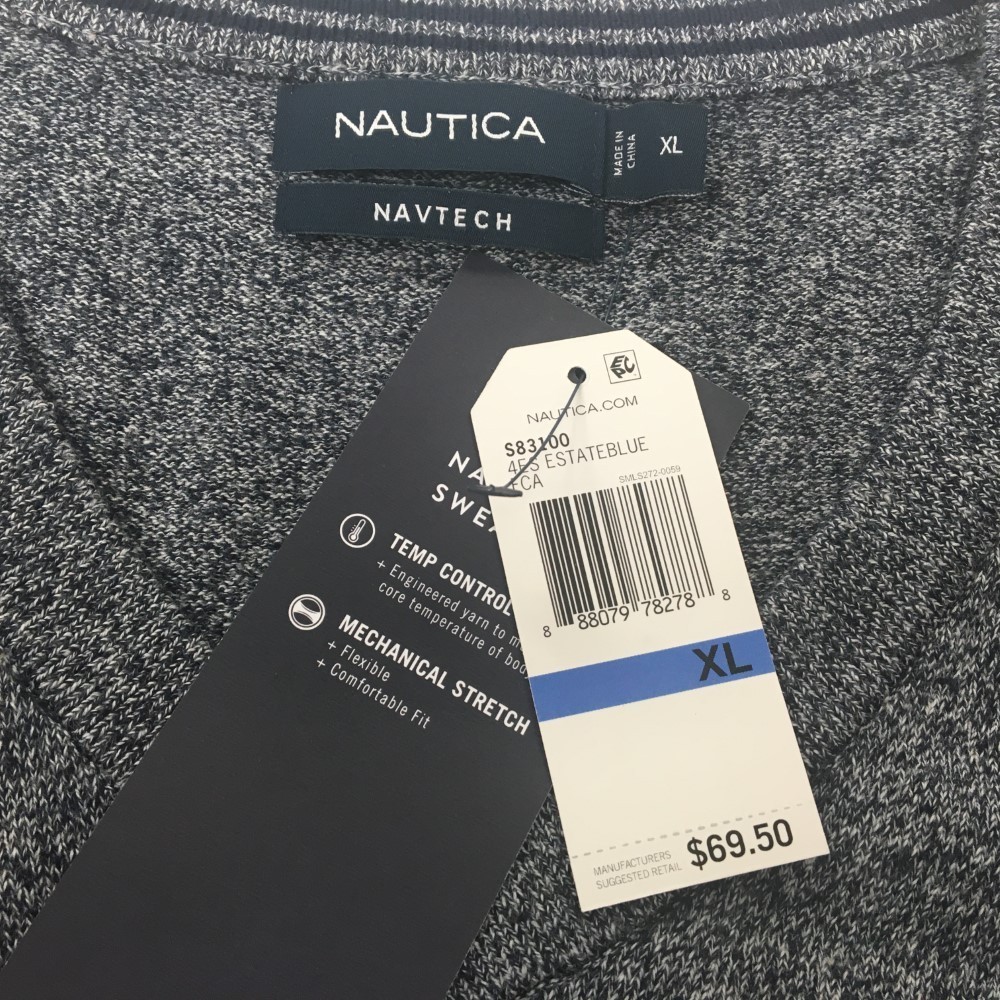 NAUTICA
MADE IN
CHINA
XL
NAVTECH
EPC
NAUTICA.COM
S83100
4ES ESTATEBLUE
SMLS272-0059
8 88079 78278 8
XL
MANUFACTURERS
SUGGESTED RETAIL
$69.50
TEMP CONTROL
+ Engineered yarn to
core temperature of
MECHANICAL STRETCH
+ Flexible
+ Comfortable Fit